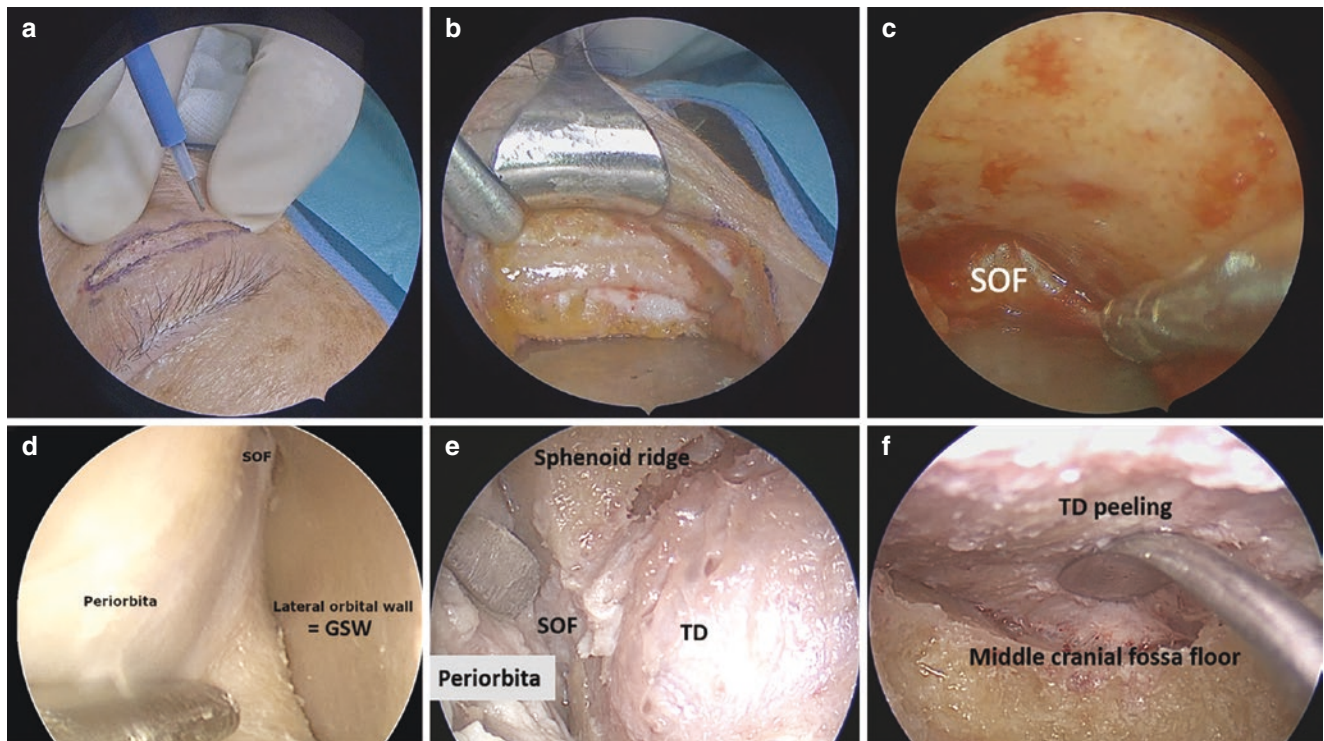 a
b
c
SOF
d
SOF
Periorbita
Lateral orbital wall
= GSW
e
Sphenoid ridge
SOF
TD
Periorbita
f
TD peeling
Middle cranial fossa floor